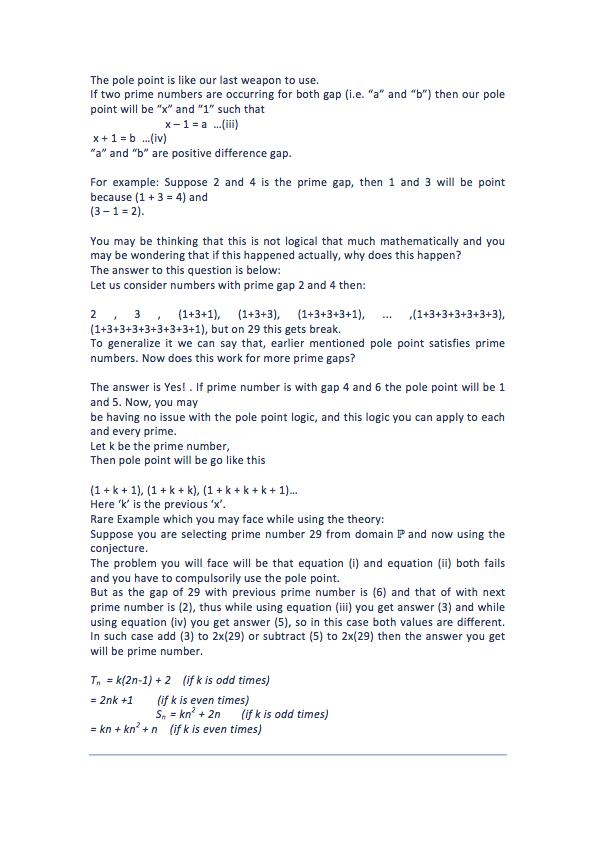 The pole point is like our last weapon to use.
If two prime numbers are occurring for both gap (i.e. “a” and “b”) then our pole
point will be “x” and “1” such that
x – 1 = a ...(iii)
x + 1 = b ...(iv)
“a” and “b” are positive difference gap.
For example: Suppose 2 and 4 is the prime gap, then 1 and 3 will be point
because (1 + 3 = 4) and
(3 – 1 = 2).
You may be thinking that this is not logical that much mathematically and you
may be wondering that if this happened actually, why does this happen?
The answer to this question is below:
Let us consider numbers with prime gap 2 and 4 then:
2 , 3 , (1+3+1), (1+3+3), (1+3+3+3+1), ... ,(1+3+3+3+3+3+3),
(1+3+3+3+3+3+3+3+1), but on 29 this gets break.
To generalize it we can say that, earlier mentioned pole point satisfies prime
numbers. Now does this work for more prime gaps?
The answer is Yes! . If prime number is with gap 4 and 6 the pole point will be 1
and 5. Now, you may
be having no issue with the pole point logic, and this logic you can apply to each
and every prime.
Let k be the prime number,
Then pole point will be go like this
(1 + k + 1), (1 + k + k), (1 + k + k + k + 1)...
Here ‘k’ is the previous ‘x’.
Rare Example which you may face while using the theory:
Suppose you are selecting prime number 29 from domain ℙ and now using the
conjecture.
The problem you will face will be that equation (i) and equation (ii) both fails
and you have to compulsorily use the pole point.
But as the gap of 29 with previous prime number is (6) and that of with next
prime number is (2), thus while using equation (iii) you get answer (3) and while
using equation (iv) you get answer (5), so in this case both values are different.
In such case add (3) to 2x(29) or subtract (5) to 2x(29) then the answer you get
will be prime number.
Tₙ = k(2n-1) + 2 (if k is odd times)
= 2nk +1 (if k is even times)
Sₙ = kn² + 2n (if k is odd times)
= kn + kn² + n (if k is even times)